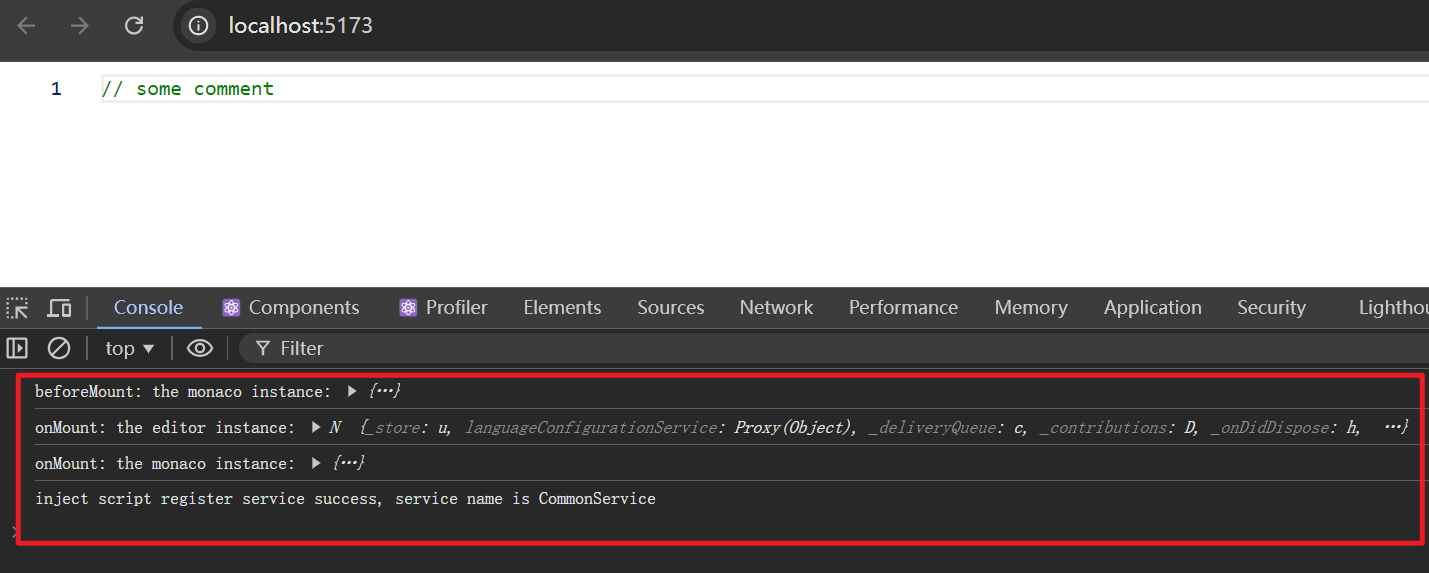 localhost:5173
1 // some comment
Console Components Profiler Elements Sources Network Performance Memory Application Security Lighthou
top ▼ Filter
beforeMount: the monaco instance: ▶ {…}
onMount: the editor instance: ▶ N {_store: u, languageConfigurationService: Proxy(Object), _deliveryQueue: c, _contributions: D, _onDidDispose: h, …}
onMount: the monaco instance: ▶ {…}
inject script register service success, service name is CommonService